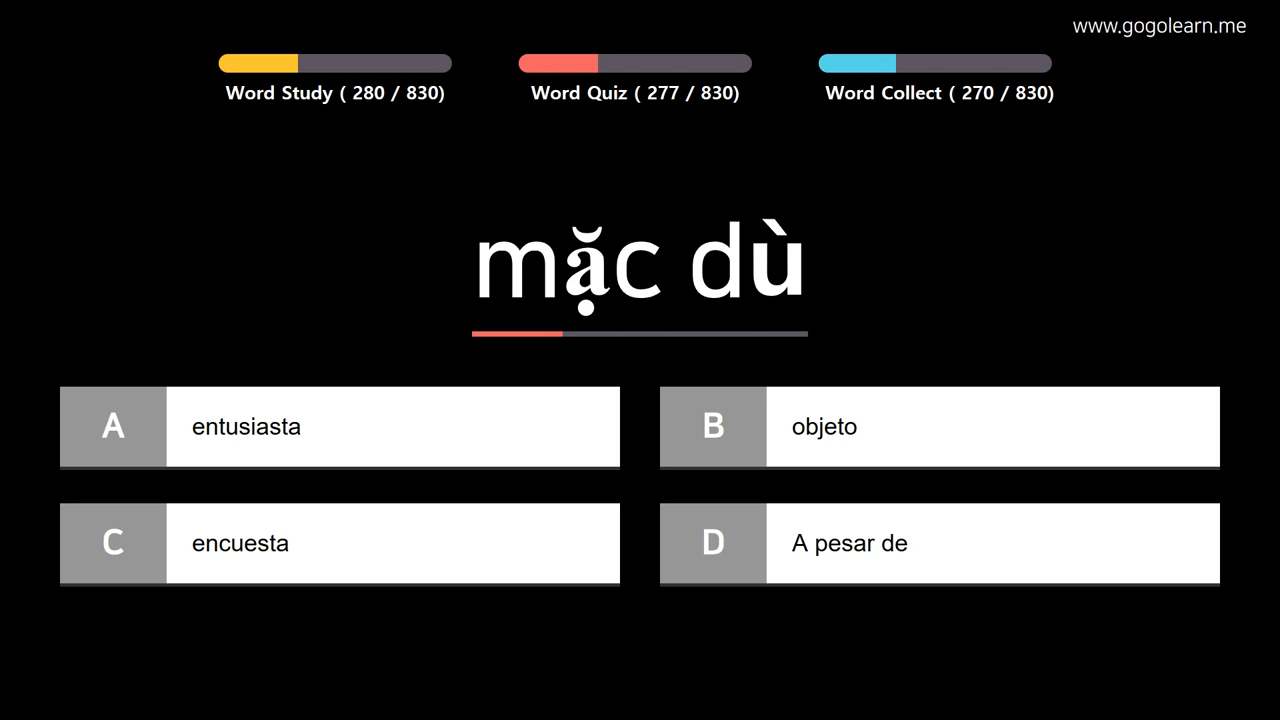 www.gogolearn.me
Word Study ( 280 / 830)
Word Quiz ( 277 / 830)
Word Collect ( 270 / 830)
mặc dù
A entusiasta
B objeto
C encuesta
D A pesar de